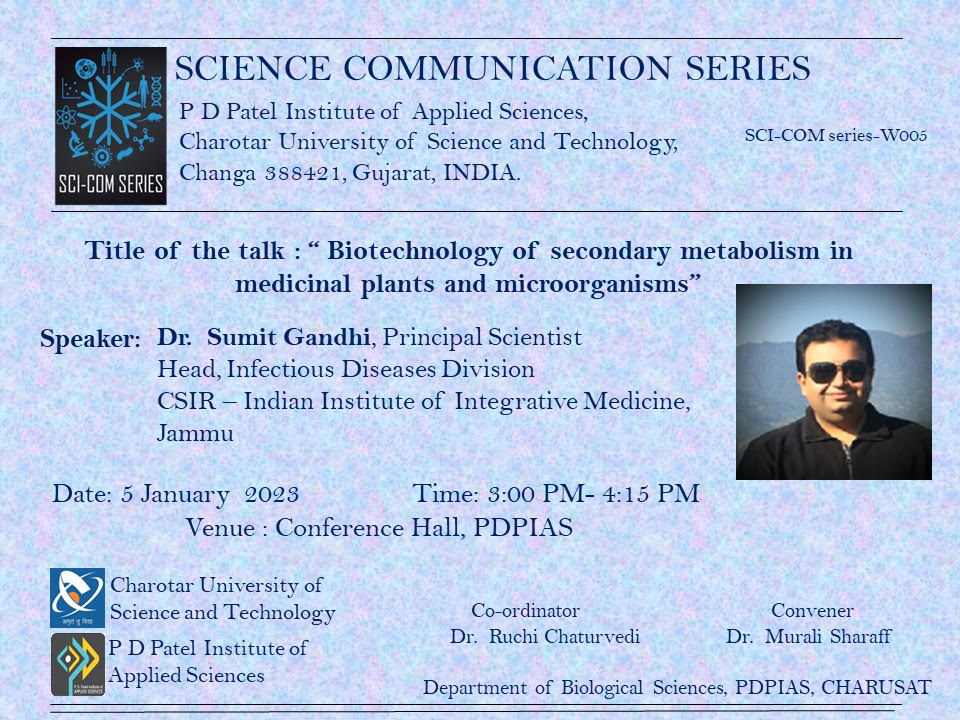 SCIENCE COMMUNICATION SERIES
P D Patel Institute of Applied Sciences,
Charotar University of Science and Technology,
Changa 388421, Gujarat, INDIA.
SCI-COM series-W005
SCI-COM SERIES
Title of the talk : “ Biotechnology of secondary metabolism in
medicinal plants and microorganisms”
Speaker: Dr. Sumit Gandhi, Principal Scientist
Head, Infectious Diseases Division
CSIR – Indian Institute of Integrative Medicine,
Jammu
Date: 5 January 2023 Time: 3:00 PM- 4:15 PM
Venue : Conference Hall, PDPIAS
Charotar University of
Science and Technology
P D Patel Institute of
Applied Sciences
Co-ordinator
Dr. Ruchi Chaturvedi
Convener
Dr. Murali Sharaff
Department of Biological Sciences, PDPIAS, CHARUSAT